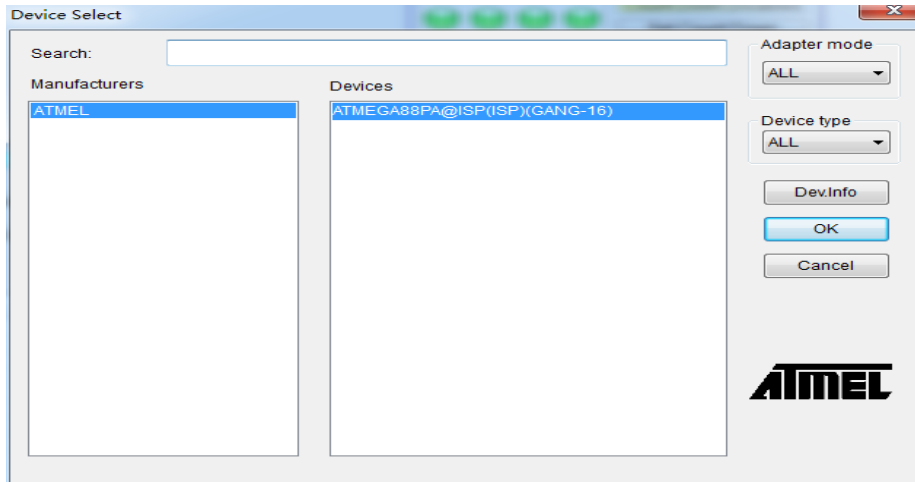 Device Select
Search:
Adapter mode
ALL
Manufacturers
Devices
ATMEL
ATMEGA88PA@ISP(ISP)(GANG-16)
Device type
ALL
Dev.Info
OK
Cancel
ATMEL